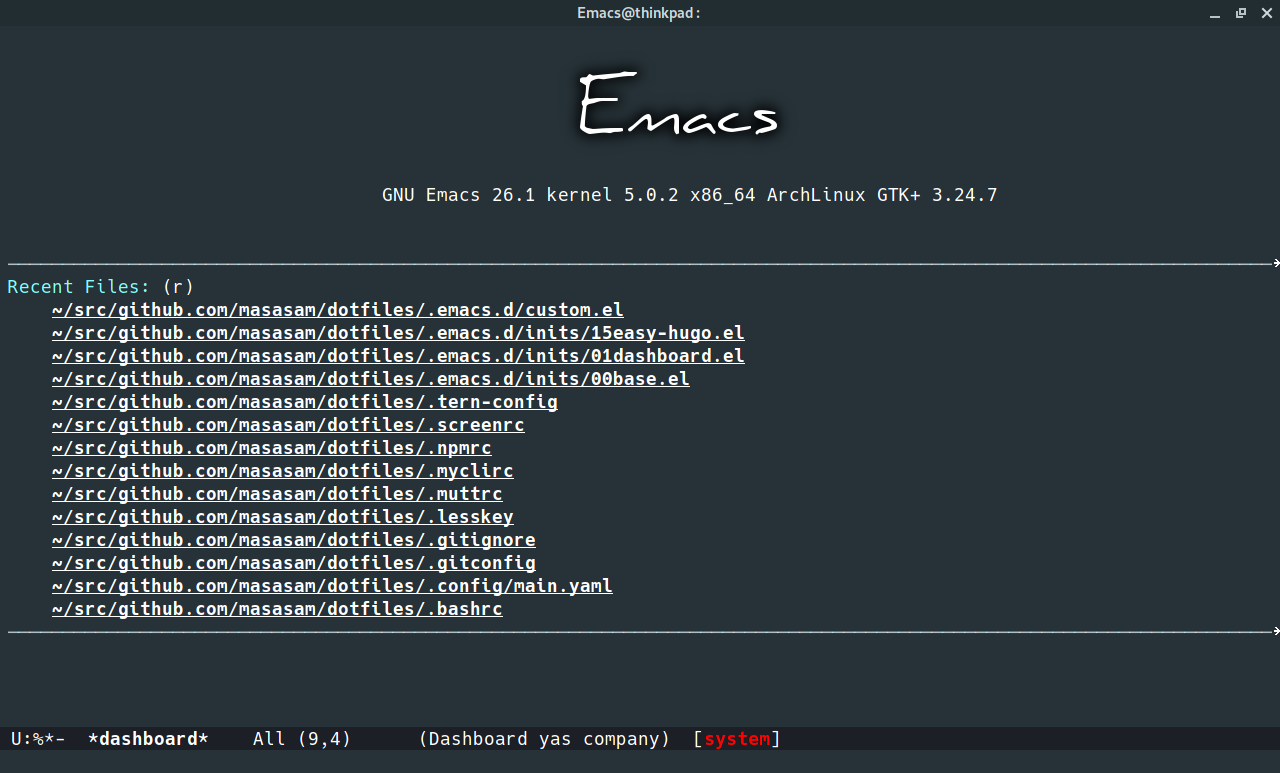 Emacs@thinkpad:
Emacs
GNU Emacs 26.1 kernel 5.0.2 x86_64 ArchLinux GTK+ 3.24.7
Recent Files: (r)
~/src/github.com/masasam/dotfiles/.emacs.d/custom.el
~/src/github.com/masasam/dotfiles/.emacs.d/inits/15easy-hugo.el
~/src/github.com/masasam/dotfiles/.emacs.d/inits/01dashboard.el
~/src/github.com/masasam/dotfiles/.emacs.d/inits/00base.el
~/src/github.com/masasam/dotfiles/.tern-config
~/src/github.com/masasam/dotfiles/.screenrc
~/src/github.com/masasam/dotfiles/.npmrc
~/src/github.com/masasam/dotfiles/.myclirc
~/src/github.com/masasam/dotfiles/.muttrc
~/src/github.com/masasam/dotfiles/.lesskey
~/src/github.com/masasam/dotfiles/.gitignore
~/src/github.com/masasam/dotfiles/.gitconfig
~/src/github.com/masasam/dotfiles/.config/main.yaml
~/src/github.com/masasam/dotfiles/.bashrc
U:%*-  *dashboard*    All (9,4)      (Dashboard yas company)  [system]